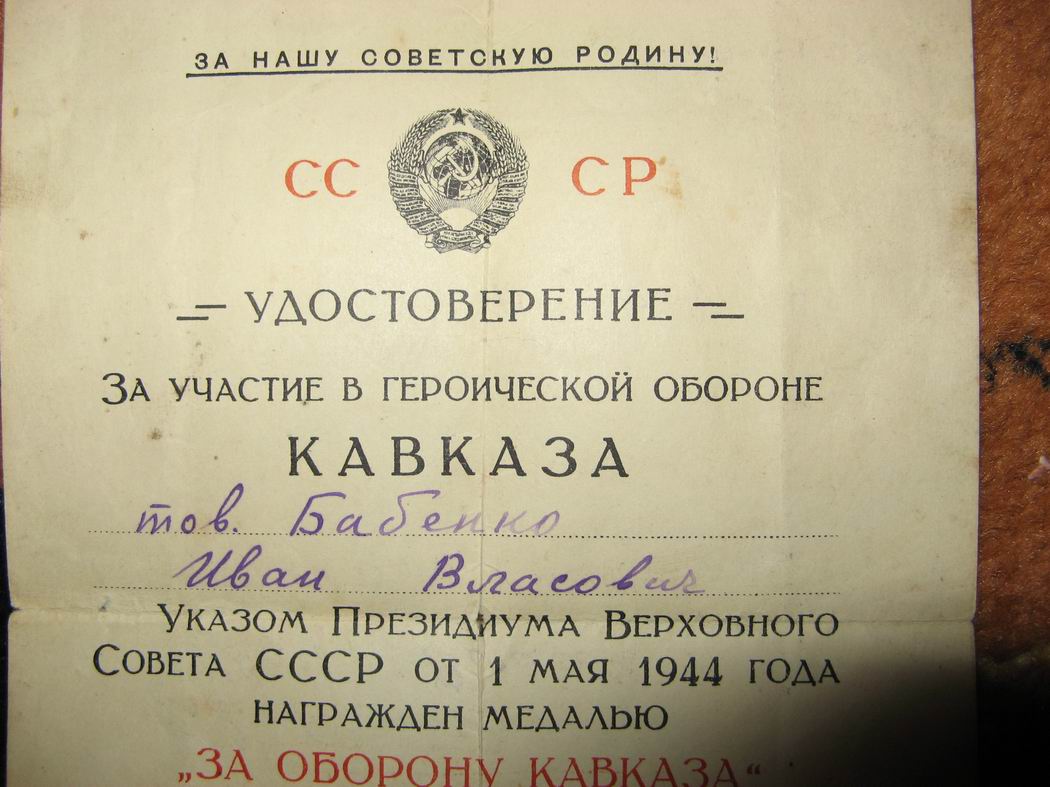 ЗА НАШУ СОВЕТСКУЮ РОДИНУ!
СС СР
УДОСТОВЕРЕНИЕ
ЗА УЧАСТИЕ В ГЕРОИЧЕСКОЙ ОБОРОНЕ
КАВКАЗА
тов. Бабенко
Иван Власович
УКАЗОМ ПРЕЗИДИУМА ВЕРХОВНОГО
СОВЕТА СССР ОТ 1 МАЯ 1944 ГОДА
НАГРАЖДЕН МЕДАЛЬЮ
„ЗА ОБОРОНУ КАВКАЗА“